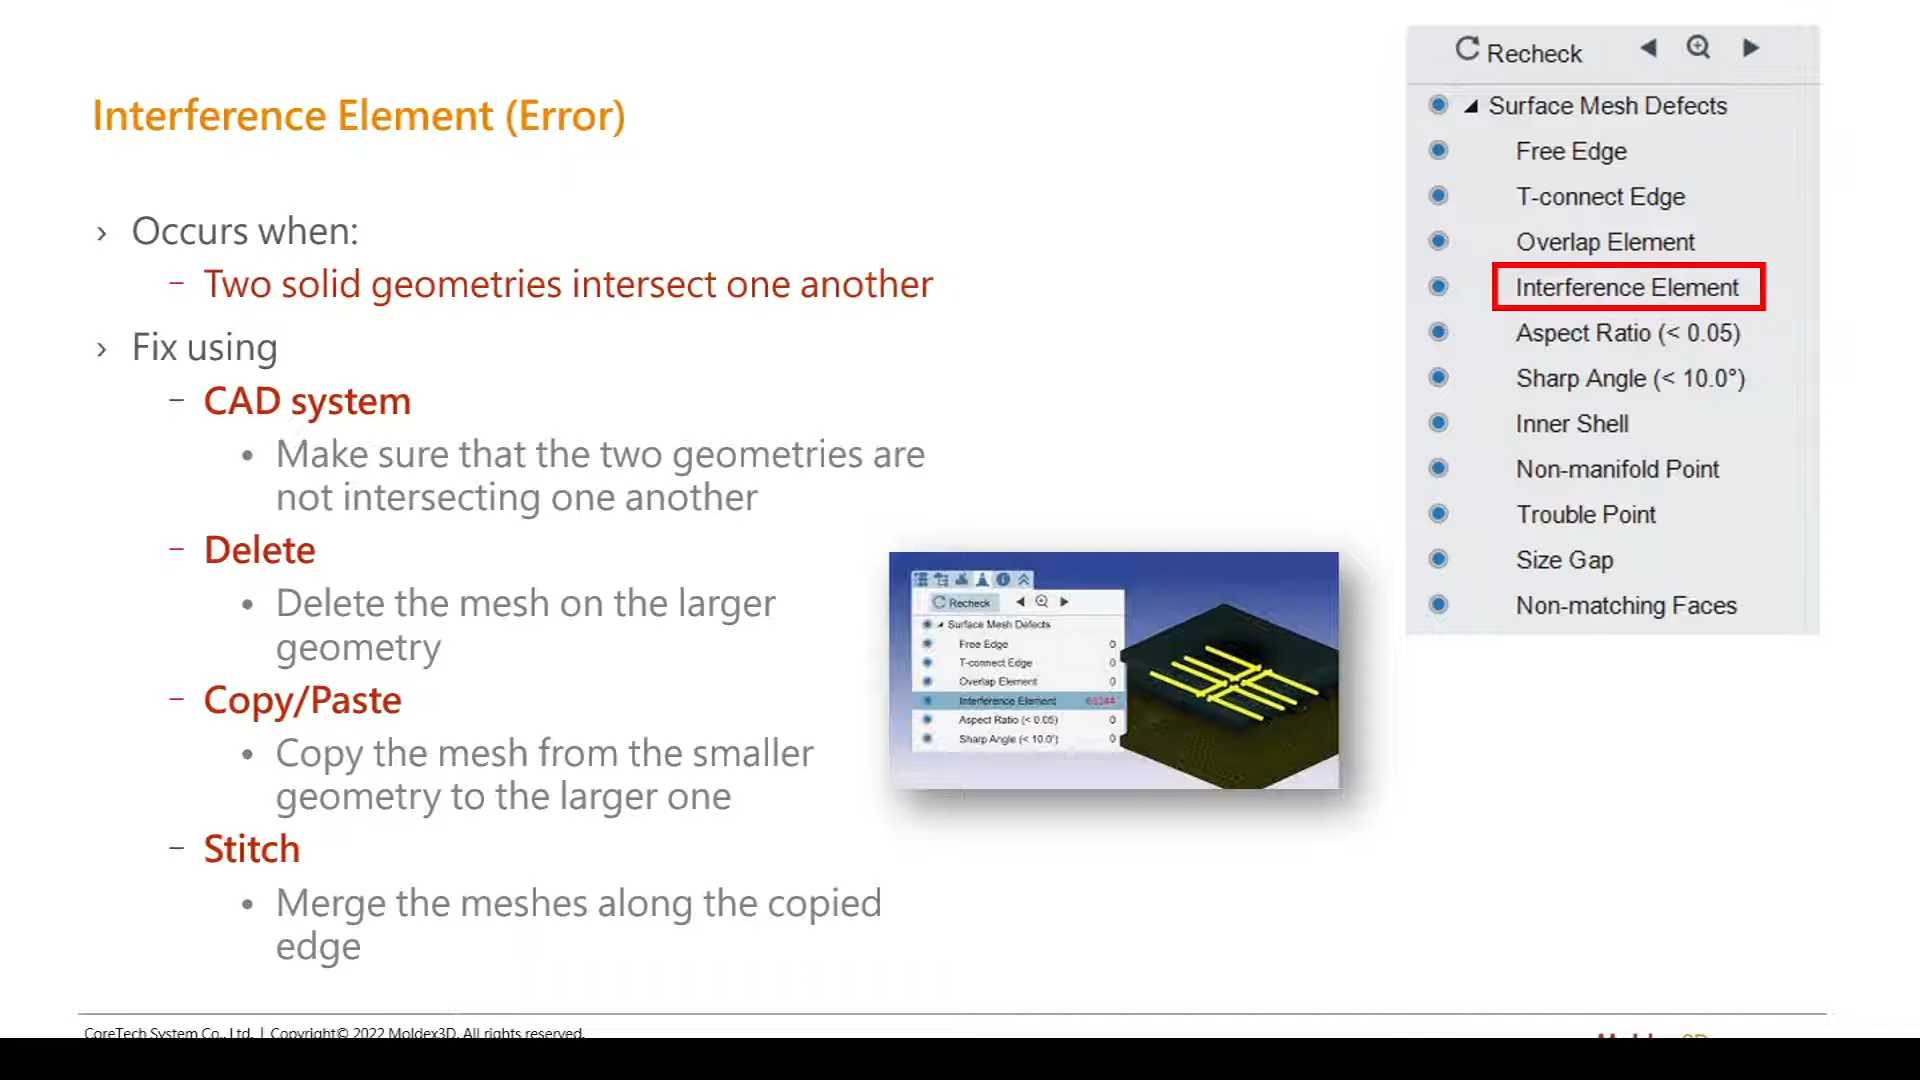 Interference Element (Error)
› Occurs when:
– Two solid geometries intersect one another
› Fix using
– CAD system
• Make sure that the two geometries are
not intersecting one another
– Delete
• Delete the mesh on the larger
geometry
– Copy/Paste
• Copy the mesh from the smaller
geometry to the larger one
– Stitch
• Merge the meshes along the copied
edge
Recheck
Surface Mesh Defects
Free Edge
T-connect Edge
Overlap Element
Interference Element
Aspect Ratio (< 0.05)
Sharp Angle (< 10.0°)
Inner Shell
Non-manifold Point
Trouble Point
Size Gap
Non-matching Faces
Recheck
Surface Mesh Defects
Free Edge 0
T-connect Edge 0
Overlap Element 0
Interference Element
Aspect Ratio (< 0.05) 0
Sharp Angle (< 10.0°) 0
CoreTech System Co., Ltd. | Copyright© 2022 Moldex3D. All rights reserved.